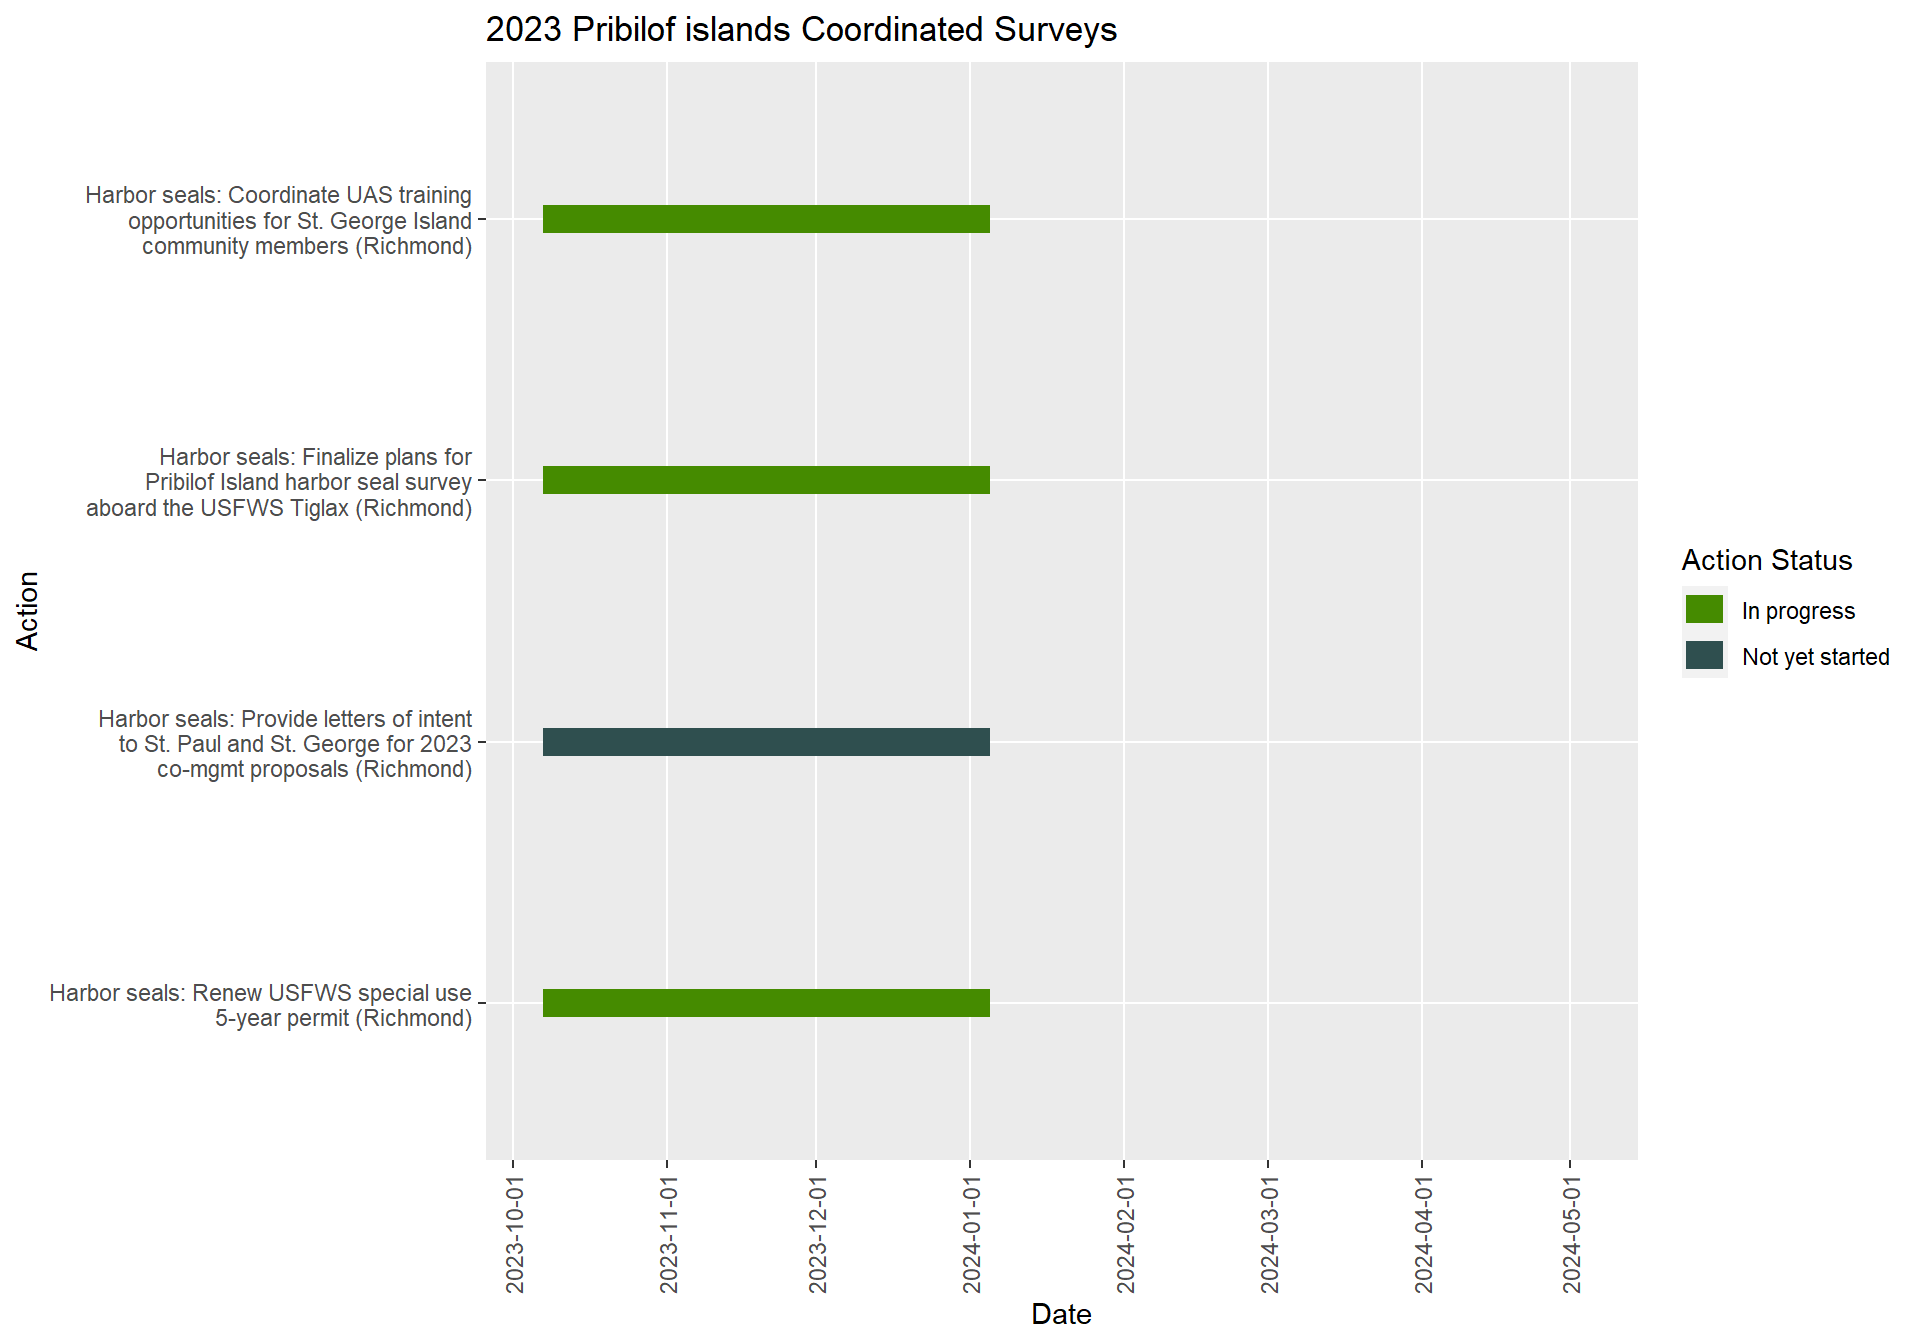 2023 Pribilof islands Coordinated Surveys
Harbor seals: Coordinate UAS training
opportunities for St. George Island
community members (Richmond)
Harbor seals: Finalize plans for
Pribilof Island harbor seal survey
aboard the USFWS Tiglax (Richmond)
Harbor seals: Provide letters of intent
to St. Paul and St. George for 2023
co-mgmt proposals (Richmond)
Harbor seals: Renew USFWS special use
5-year permit (Richmond)
Action
2023-10-01
2023-11-01
2023-12-01
2024-01-01
2024-02-01
2024-03-01
2024-04-01
2024-05-01
Date
Action Status
In progress
Not yet started